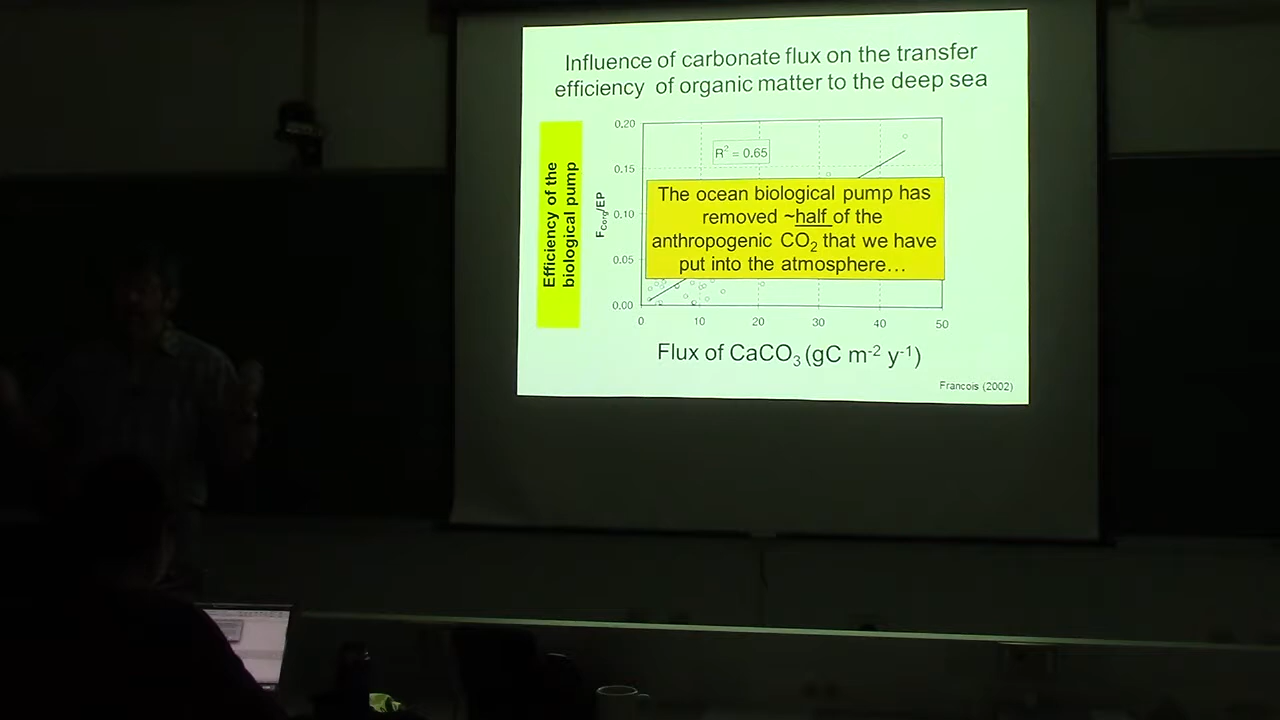 Influence of carbonate flux on the transfer
efficiency of organic matter to the deep sea
Efficiency of the
biological pump
F_Corg/EP
0.20
0.15
0.10
0.05
0.00
R² = 0.65
The ocean biological pump has
removed ~half of the
anthropogenic CO₂ that we have
put into the atmosphere…
0 10 20 30 40 50
Flux of CaCO₃ (gC m⁻² y⁻¹)
Francois (2002)